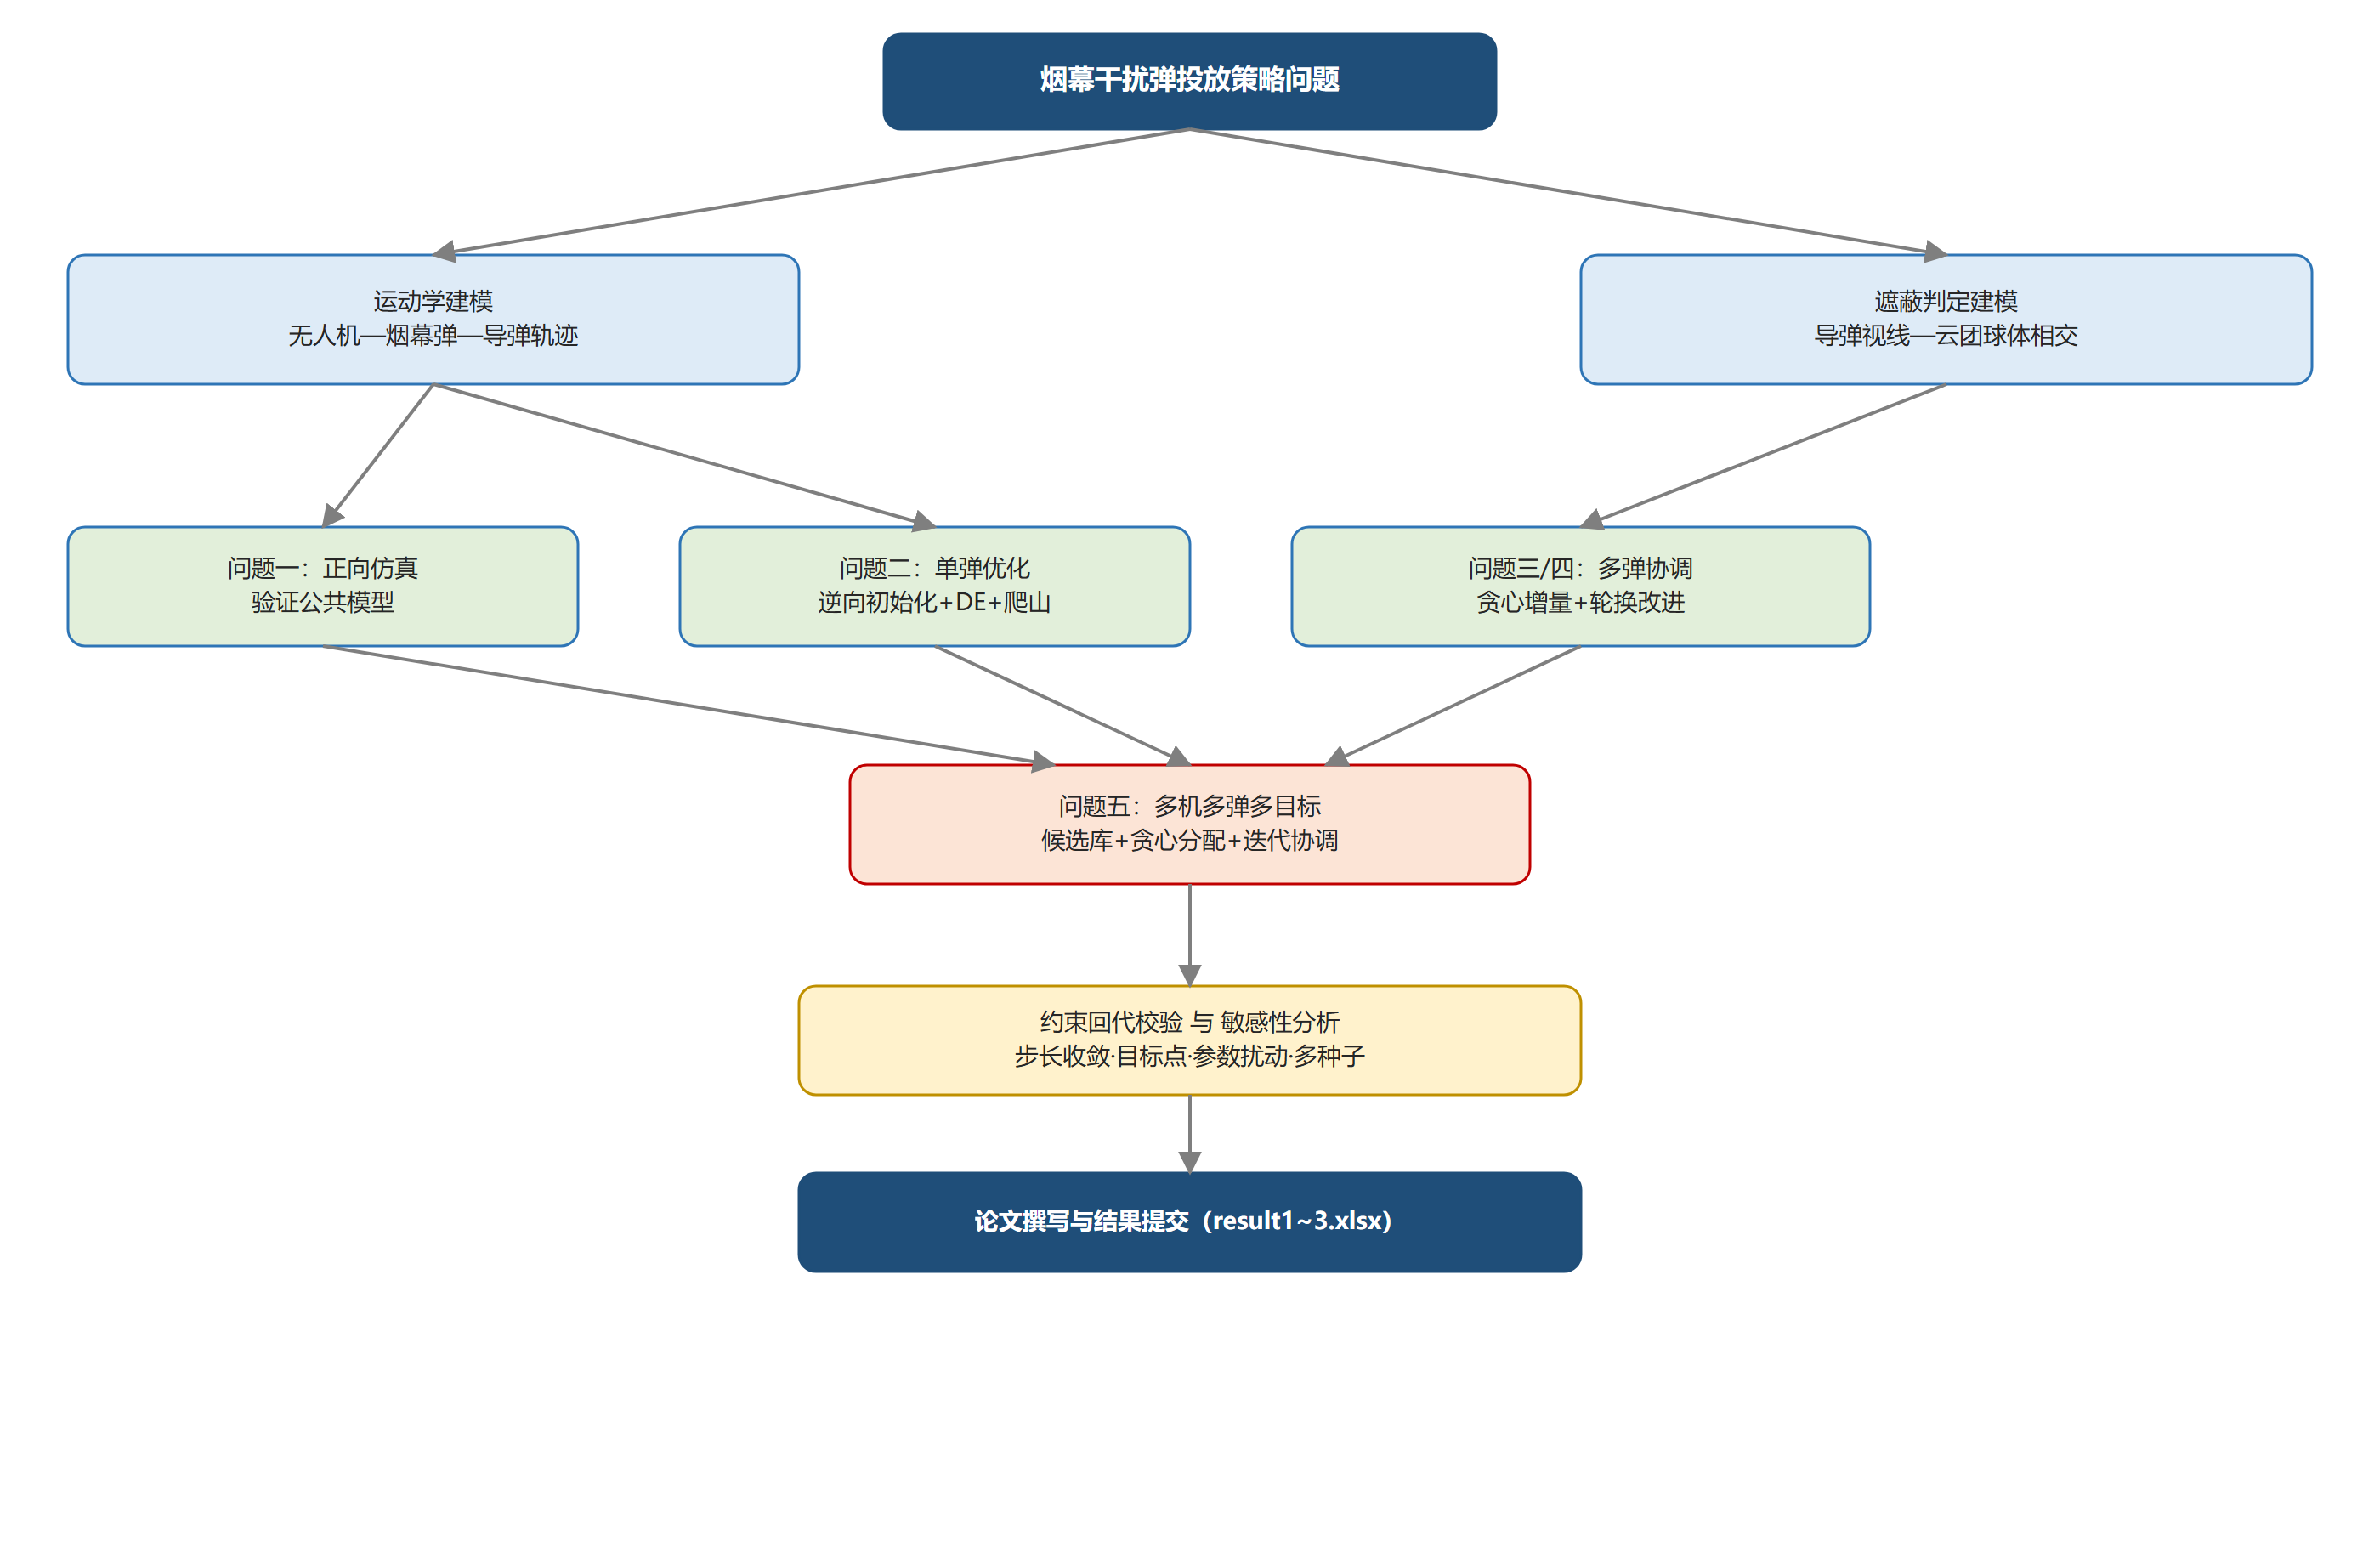 烟幕干扰弹投放策略问题
运动学建模
无人机—烟幕弹—导弹轨迹
遮蔽判定建模
导弹视线—云团球体相交
问题一：正向仿真
验证公共模型
问题二：单弹优化
逆向初始化+DE+爬山
问题三/四：多弹协调
贪心增量+轮换改进
问题五：多机多弹多目标
候选库+贪心分配+迭代协调
约束回代校验 与 敏感性分析
步长收敛·目标点·参数扰动·多种子
论文撰写与结果提交（result1~3.xlsx）